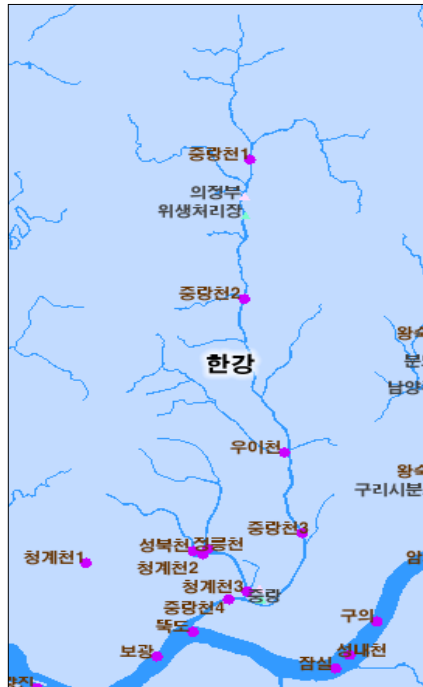 중랑천1
의정부
위생처리장
중랑천2
왕숙
한강
분뇨
남양
우이천
왕숙
구리시분
중랑천3
성북천
정릉천
청계천1
청계천2
암
청계천3
중랑
중랑천4
구의
뚝도
보광
성내천
잠실